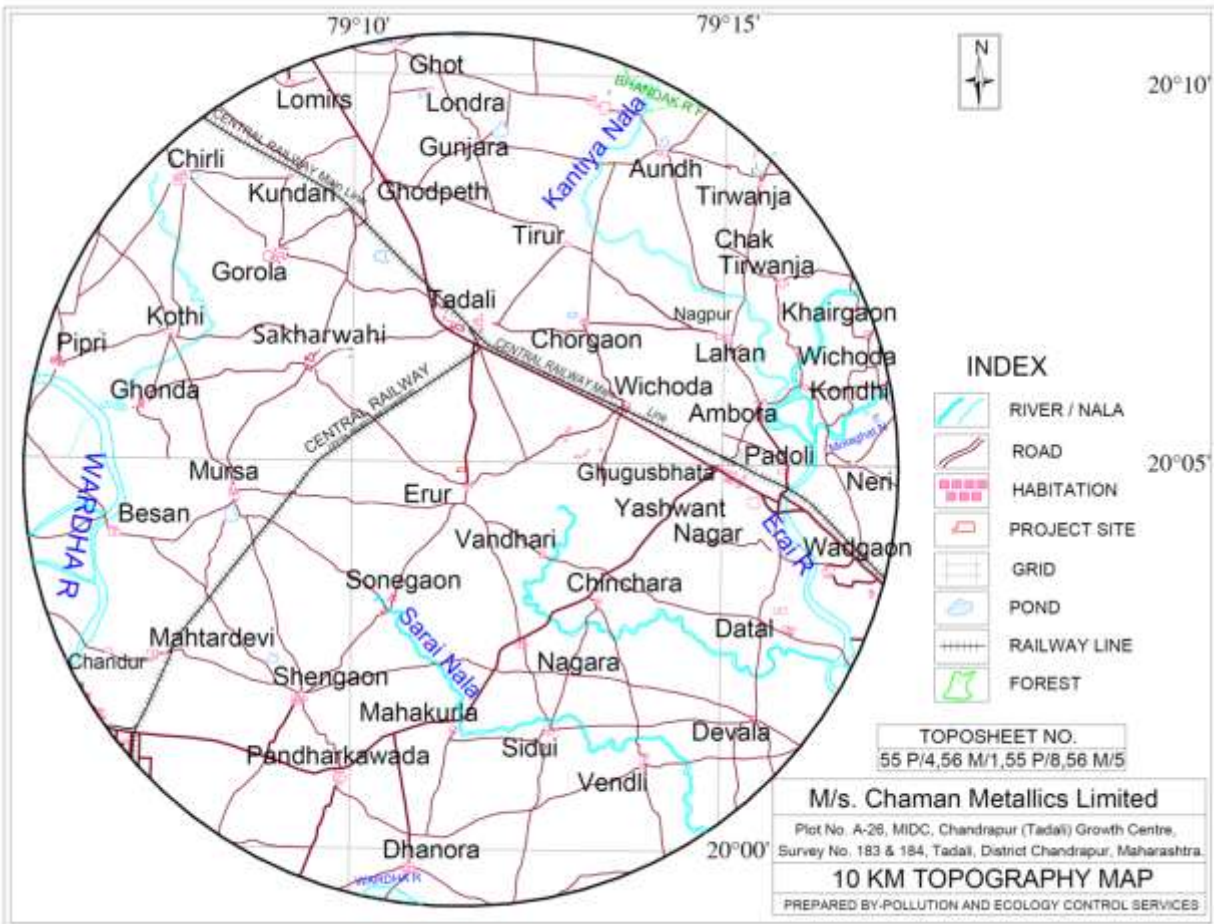 79°10'
79°15'
N
20°10'
Ghot
Lomirs
Londra
BHANDAK R F
Kantiya Nala
CENTRAL RAILWAY Main Link
Gunjara
Chirli
Aundh
Kundan
Ghodpeth
Tirwanja
Tirur
Chak
Tirwanja
Gorola
Tadali
Khairgaon
Kothi
Nagpur
Sakharwahi
Chorgaon
Pipri
Lahan
Wichoda
CENTRAL RAILWAY Main Link
Ghonda
CENTRAL RAILWAY
Wichoda
Kondhi
Ambora
Padoli
WARDHA R
Mursa
Erur
Ghugusbhata
Neri
20°05'
Besan
Yashwant
Nagar
Vandhari
Erai R
Wadgaon
Sonegaon
Chinchara
Sarai Nala
Datal
Mahtardevi
Chandur
Nagara
Shengaon
Mahakurla
Devala
Sidui
Pandharkawada
Vendli
Dhanora
20°00'
WARDHA R
INDEX
RIVER / NALA
ROAD
HABITATION
PROJECT SITE
GRID
POND
RAILWAY LINE
FOREST
TOPOSHEET NO.
55 P/4,56 M/1,55 P/8,56 M/5
M/s. Chaman Metallics Limited
Plot No. A-26, MIDC, Chandrapur (Tadali) Growth Centre,
Survey No. 183 & 184, Tadali, District Chandrapur, Maharashtra.
10 KM TOPOGRAPHY MAP
PREPARED BY-POLLUTION AND ECOLOGY CONTROL SERVICES